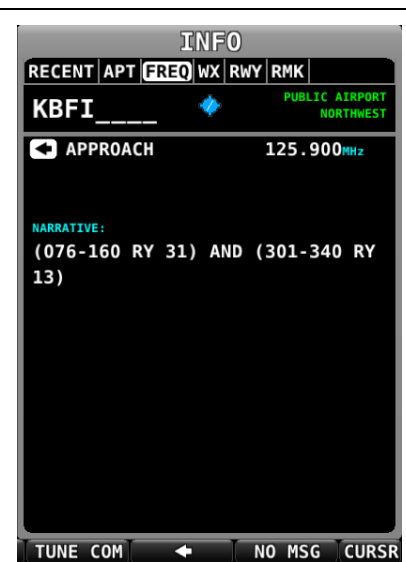 INFO
RECENT APT FREQ WX RWY RMK
KBFI____ PUBLIC AIRPORT
NORTHWEST
APPROACH 125.900MHz
NARRATIVE:
(076-160 RY 31) AND (301-340 RY
13)
TUNE COM NO MSG CURSR